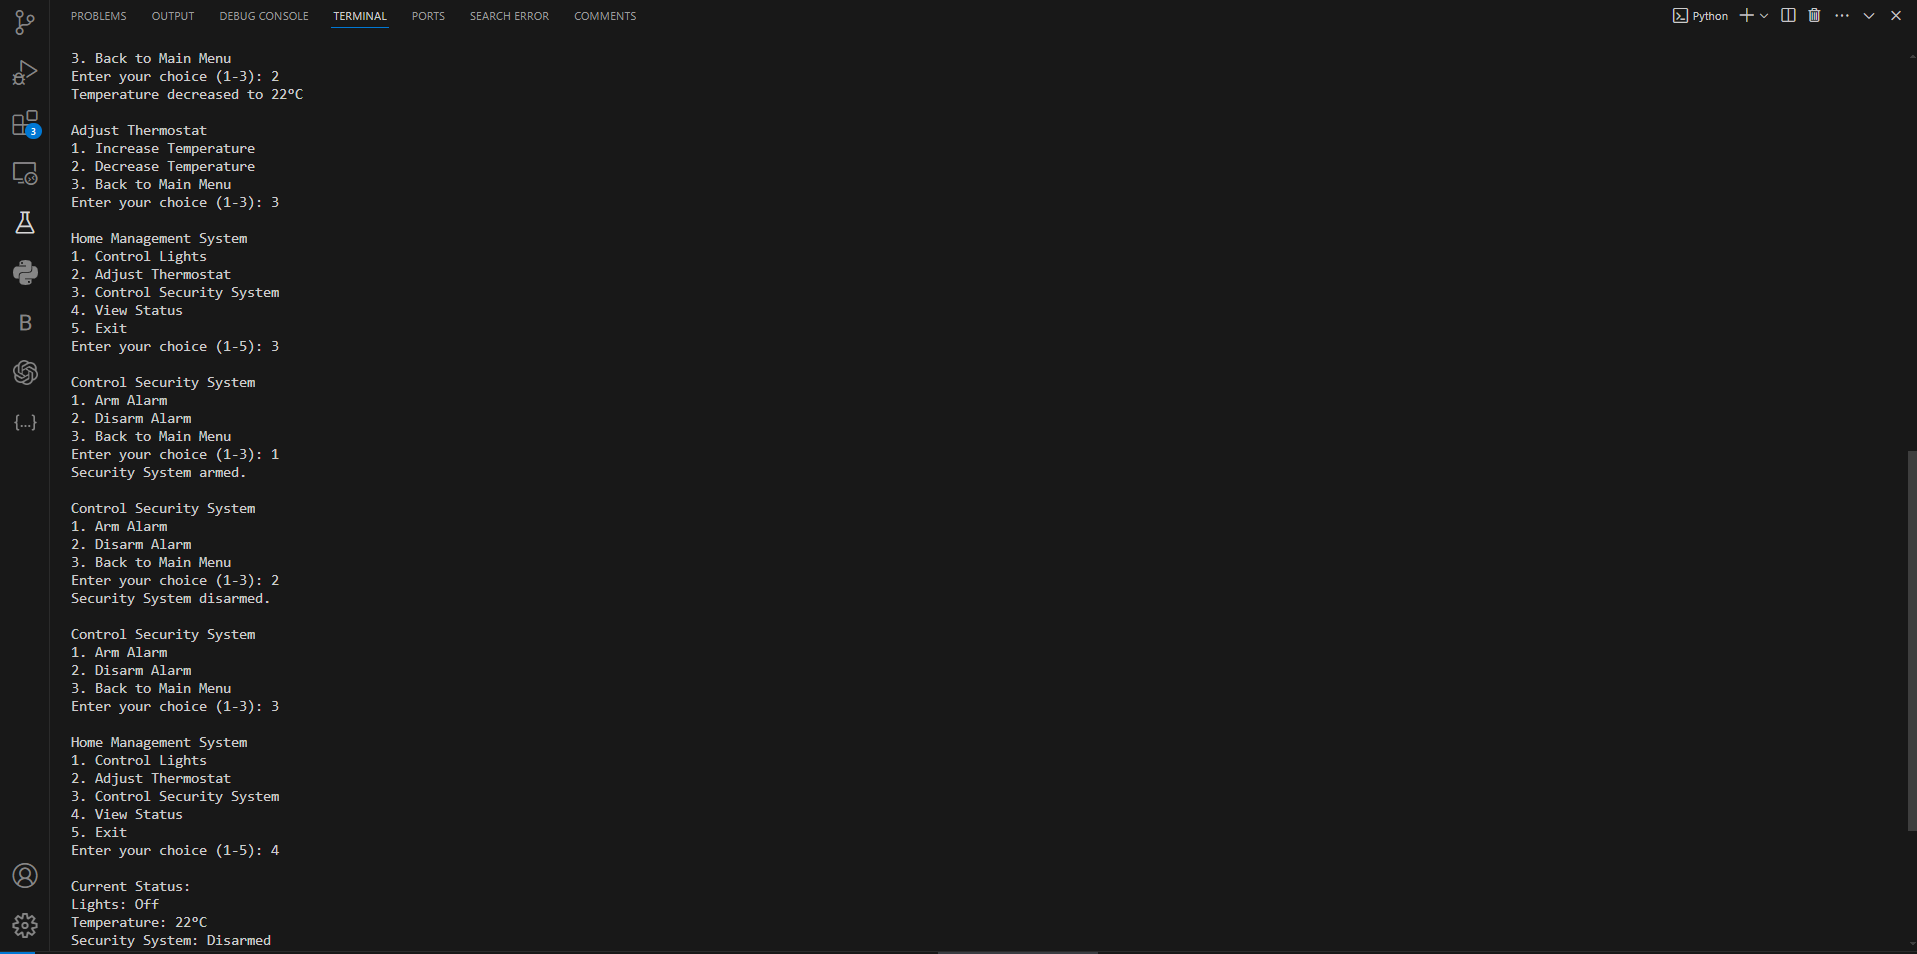 PROBLEMS OUTPUT DEBUG CONSOLE TERMINAL PORTS SEARCH ERROR COMMENTS Python
3. Back to Main Menu
Enter your choice (1-3): 2
Temperature decreased to 22°C
Adjust Thermostat
1. Increase Temperature
2. Decrease Temperature
3. Back to Main Menu
Enter your choice (1-3): 3
Home Management System
1. Control Lights
2. Adjust Thermostat
3. Control Security System
4. View Status
5. Exit
Enter your choice (1-5): 3
Control Security System
1. Arm Alarm
2. Disarm Alarm
3. Back to Main Menu
Enter your choice (1-3): 1
Security System armed.
Control Security System
1. Arm Alarm
2. Disarm Alarm
3. Back to Main Menu
Enter your choice (1-3): 2
Security System disarmed.
Control Security System
1. Arm Alarm
2. Disarm Alarm
3. Back to Main Menu
Enter your choice (1-3): 3
Home Management System
1. Control Lights
2. Adjust Thermostat
3. Control Security System
4. View Status
5. Exit
Enter your choice (1-5): 4
Current Status:
Lights: Off
Temperature: 22°C
Security System: Disarmed
3
B
{...}